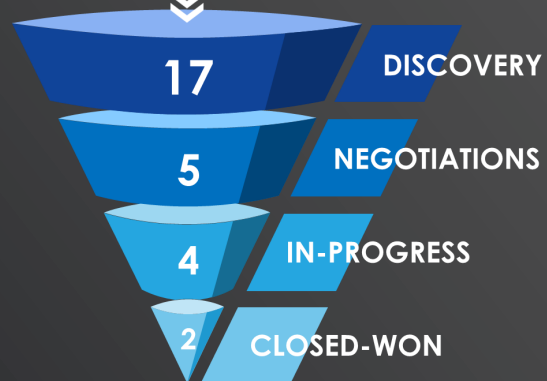 17 DISCOVERY
5 NEGOTIATIONS
4 IN-PROGRESS
2 CLOSED-WON